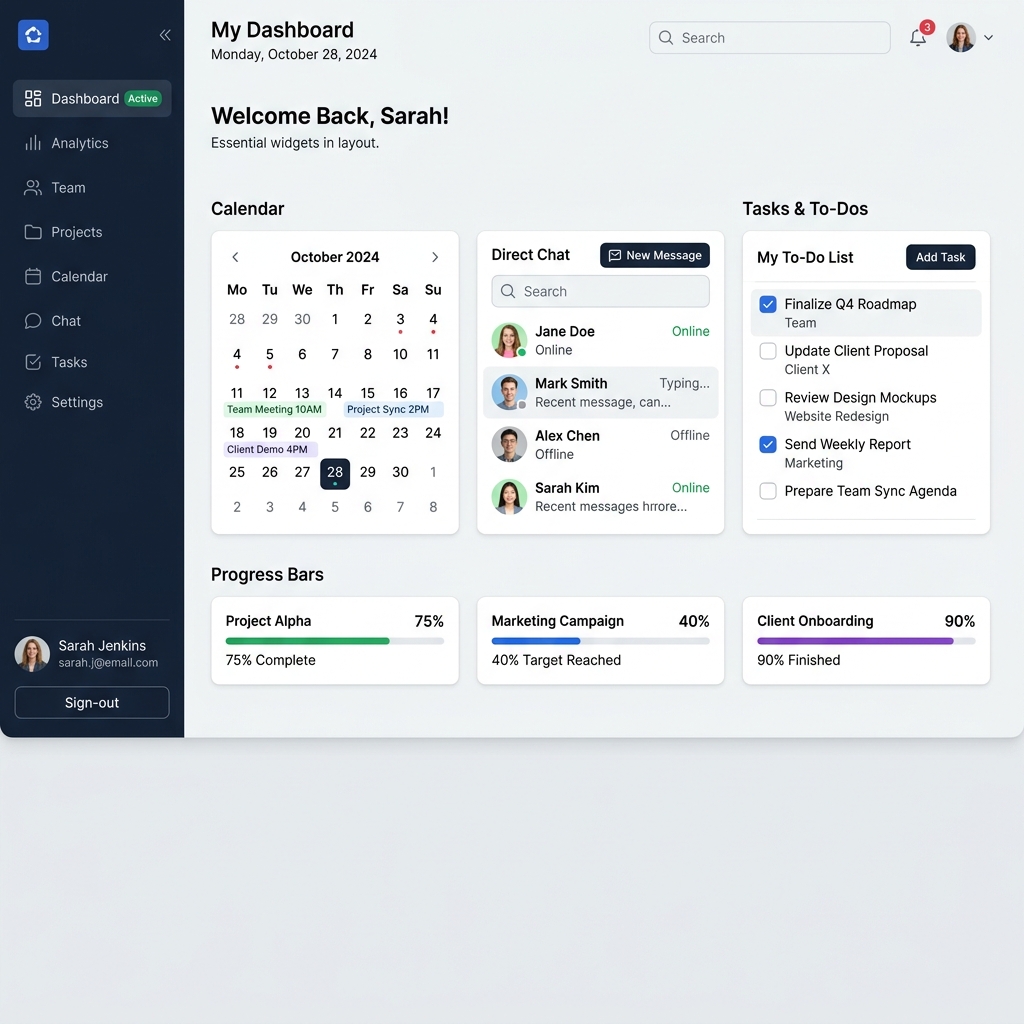 My Dashboard
Monday, October 28, 2024
Search
3
Dashboard Active
Analytics
Team
Projects
Calendar
Chat
Tasks
Settings
Sarah Jenkins
sarah.j@email.com
Sign-out
Welcome Back, Sarah!
Essential widgets in layout.
Calendar
October 2024
Mo Tu We Th Fr Sa Su
28 29 30 1 2 3 4
4 5 6 7 8 10 11
11 12 13 14 15 16 17
Team Meeting 10AM Project Sync 2PM
18 19 20 21 22 23 24
Client Demo 4PM
25 26 27 28 29 30 1
2 3 4 5 6 7 8
Direct Chat New Message
Search
Jane Doe Online
Online
Mark Smith Typing...
Recent message, can...
Alex Chen Offline
Offline
Sarah Kim Online
Recent messages hrrore...
Tasks & To-Dos
My To-Do List Add Task
Finalize Q4 Roadmap
Team
Update Client Proposal
Client X
Review Design Mockups
Website Redesign
Send Weekly Report
Marketing
Prepare Team Sync Agenda
Progress Bars
Project Alpha 75%
75% Complete
Marketing Campaign 40%
40% Target Reached
Client Onboarding 90%
90% Finished